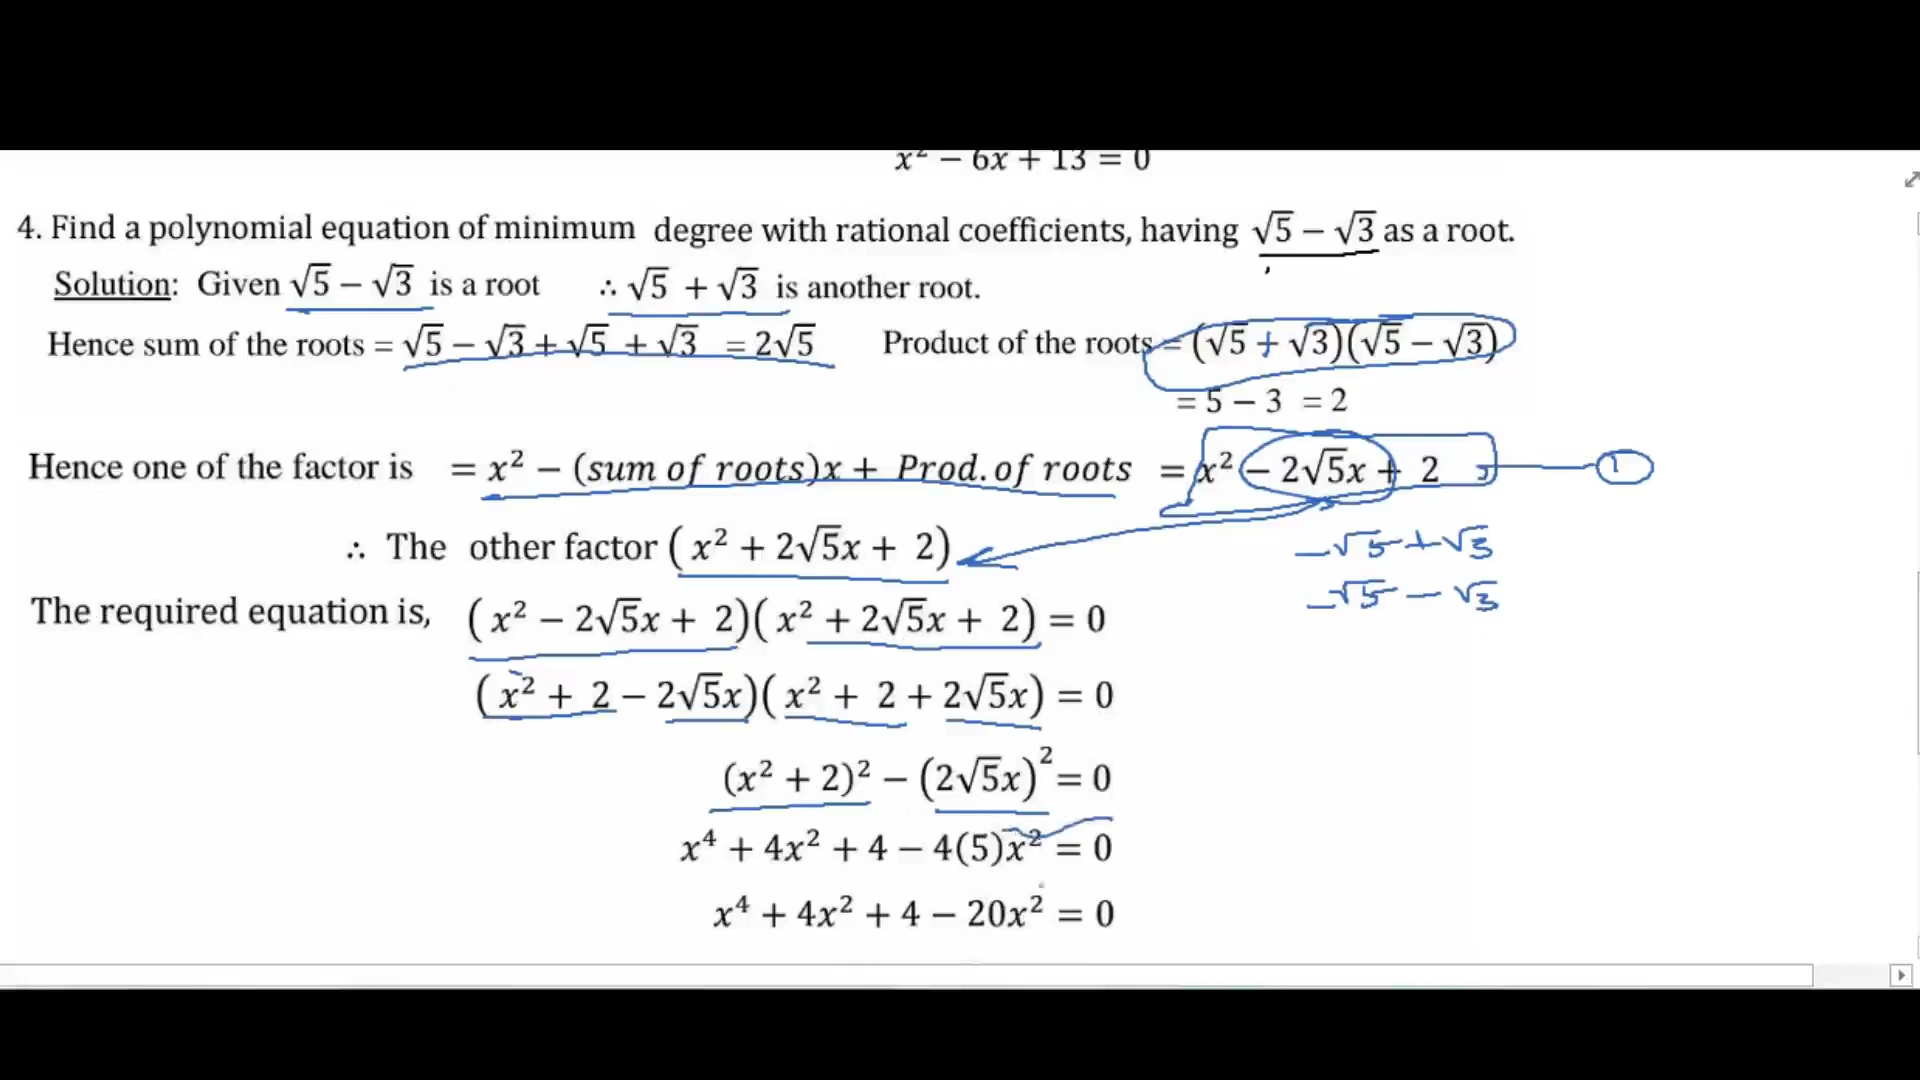 x² − 6x + 13 = 0
4. Find a polynomial equation of minimum degree with rational coefficients, having √5 − √3 as a root.
Solution: Given √5 − √3 is a root ∴ √5 + √3 is another root.
Hence sum of the roots = √5 − √3 + √5 + √3 = 2√5 Product of the roots = (√5 + √3)(√5 − √3)
= 5 − 3 = 2
Hence one of the factor is = x² − (sum of roots)x + Prod. of roots = x² − 2√5x + 2 ①
∴ The other factor (x² + 2√5x + 2) −√5 + √3
−√5 − √3
The required equation is, (x² − 2√5x + 2)(x² + 2√5x + 2) = 0
(x² + 2 − 2√5x)(x² + 2 + 2√5x) = 0
(x² + 2)² − (2√5x)² = 0
x⁴ + 4x² + 4 − 4(5)x² = 0
x⁴ + 4x² + 4 − 20x² = 0